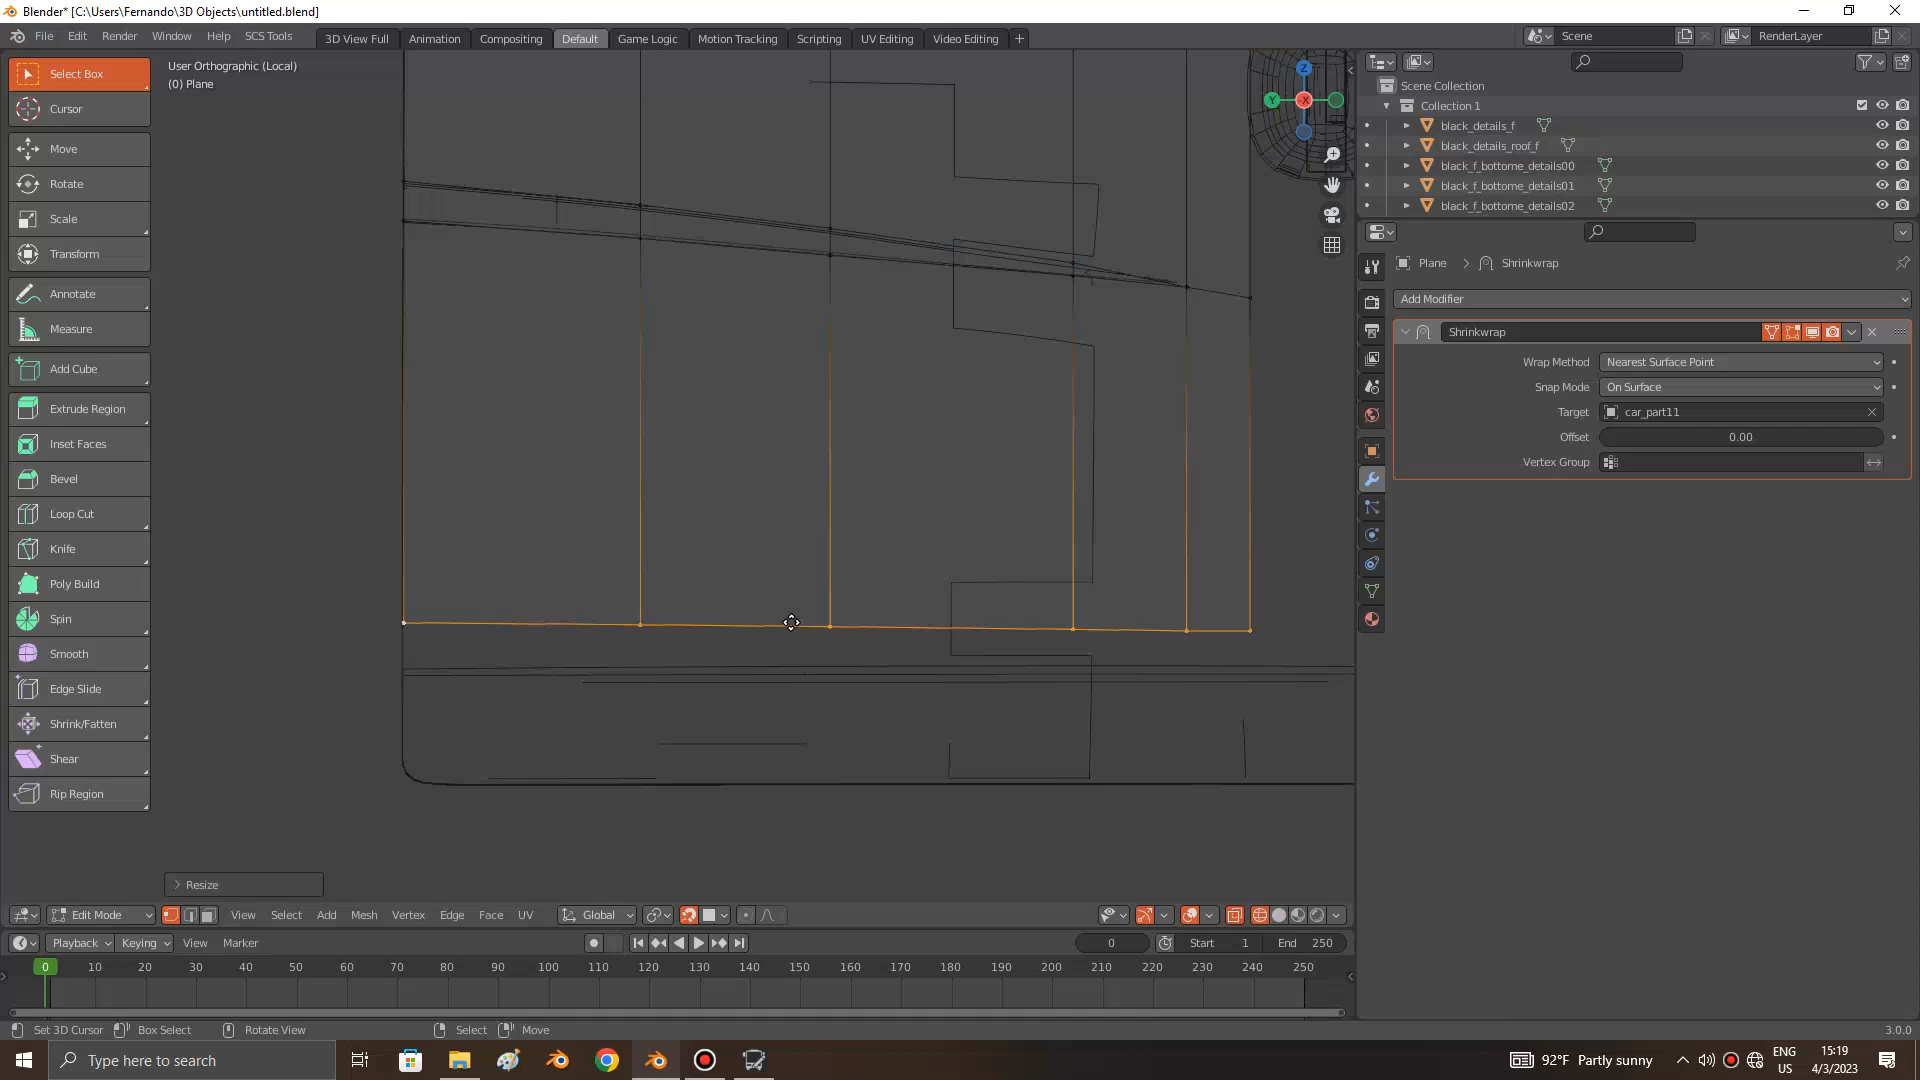 Blender* [C:\Users\Fernando\3D Objects\untitled.blend]
File Edit Render Window Help SCS Tools 3D View Full Animation Compositing Default Game Logic Motion Tracking Scripting UV Editing Video Editing + Scene RenderLayer
Select Box
Cursor
Move
Rotate
Scale
Transform
Annotate
Measure
Add Cube
Extrude Region
Inset Faces
Bevel
Loop Cut
Knife
Poly Build
Spin
Smooth
Edge Slide
Shrink/Fatten
Shear
Rip Region
User Orthographic (Local)
(0) Plane
Z
Y
-X
Resize
Scene Collection
Collection 1
black_details_f
black_details_roof_f
black_f_bottome_details00
black_f_bottome_details01
black_f_bottome_details02
Plane > Shrinkwrap
Add Modifier
Shrinkwrap
Wrap Method Nearest Surface Point
Snap Mode On Surface
Target car_part11
Offset 0.00
Vertex Group
Edit Mode View Select Add Mesh Vertex Edge Face UV Global
Playback Keying View Marker 0 Start 1 End 250
0 10 20 30 40 50 60 70 80 90 100 110 120 130 140 150 160 170 180 190 200 210 220 230 240 250
Set 3D Cursor Box Select Rotate View Select Move 3.0.0
Type here to search 92°F Partly sunny ENG US 15:19 4/3/2023